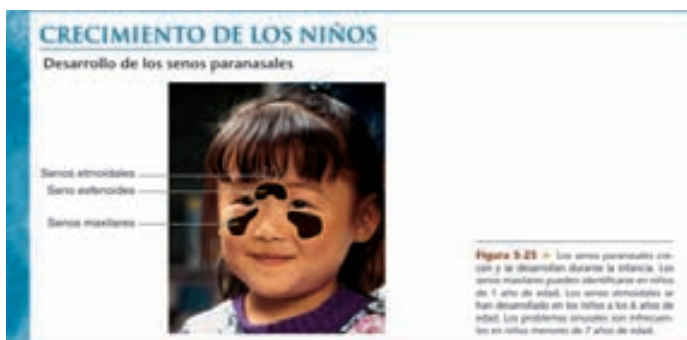 CRECIMIENTO DE LOS NIÑOS
Desarrollo de los senos paranasales
Senos etmoidales
Seno esfenoides
Senos maxilares
Figura 5-25 Los senos paranasales cre-
cen y se desarrollan durante la infancia. Los
senos maxilares pueden identificarse en niños
de 1 año de edad. Los senos etmoidales se
han desarrollado en los niños a los 6 años de
edad. Los problemas sinusales son infrecuen-
tes en niños menores de 7 años de edad.